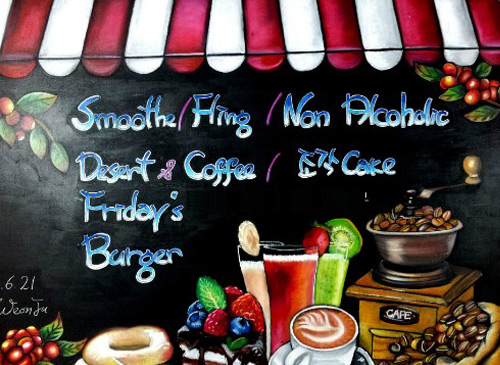 Smoothe / Fling / Non Alcoholic
Desert & Coffee / 조각 Cake
Friday's
Burger
.6.21
WeonJu
CAFE